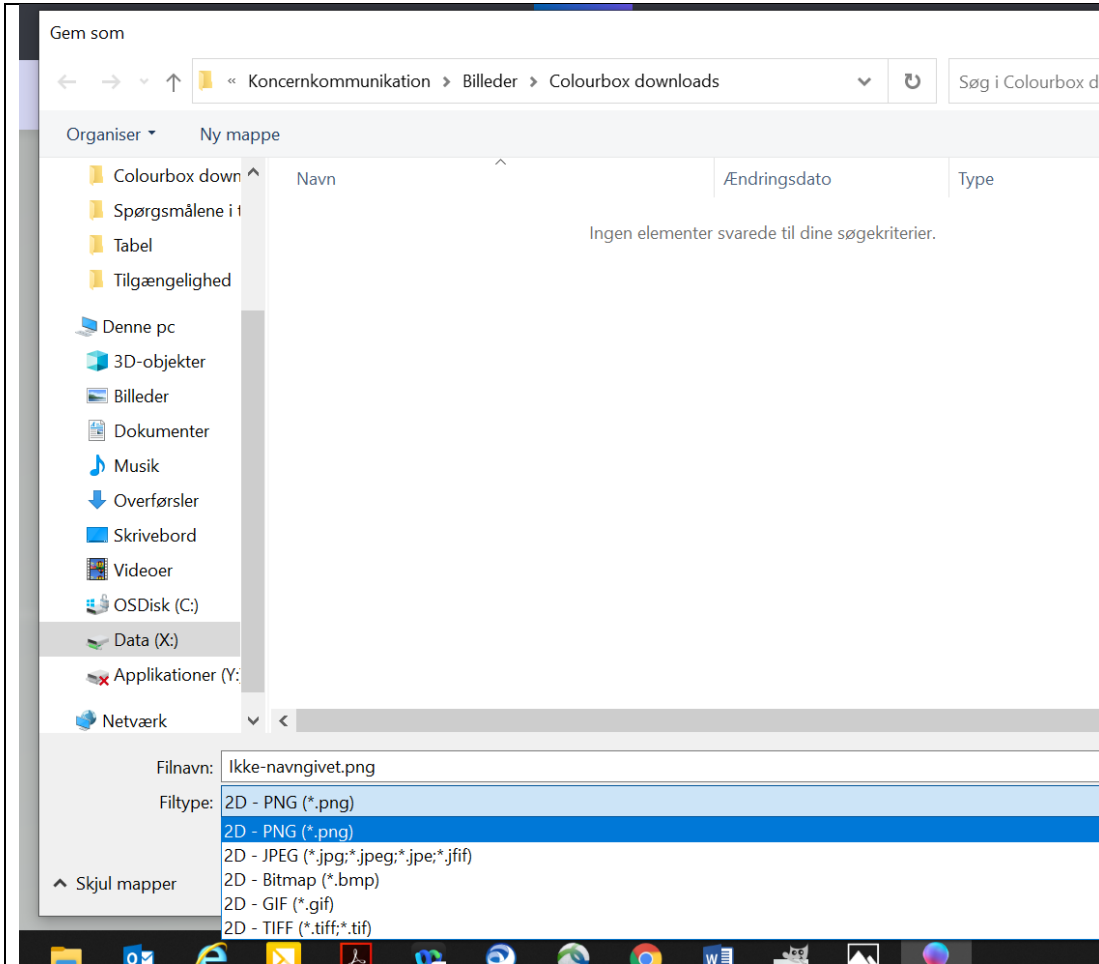 Gem som
« Koncernkommunikation > Billeder > Colourbox downloads
Søg i Colourbox d
Organiser Ny mappe
Navn Ændringsdato Type
Ingen elementer svarede til dine søgekriterier.
Colourbox down
Spørgsmålene i t
Tabel
Tilgængelighed
Denne pc
3D-objekter
Billeder
Dokumenter
Musik
Overførsler
Skrivebord
Videoer
OSDisk (C:)
Data (X:)
Applikationer (Y:
Netværk
Filnavn: Ikke-navngivet.png
Filtype: 2D - PNG (*.png)
2D - PNG (*.png)
2D - JPEG (*.jpg;*.jpeg;*.jpe;*.jfif)
2D - Bitmap (*.bmp)
2D - GIF (*.gif)
2D - TIFF (*.tiff;*.tif)
Skjul mapper